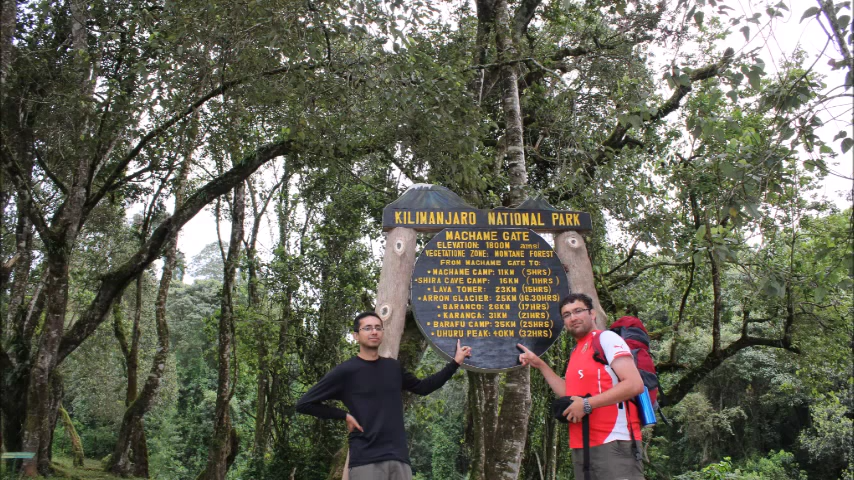 KILIMANJARO NATIONAL PARK
MACHAME GATE
ELEVATION: 1800M amsl
VEGETATIONS ZONE: MONTANE FOREST
FROM MACHAME GATE TO:
• MACHAME CAMP: 11KM (5HRS)
• SHIRA CAVE CAMP: 16KM (11HRS)
• LAVA TOWER: 23KM (15HRS)
• ARROW GLACIER: 25KM (16.30HRS)
• BARANCO: 26KM (17HRS)
• KARANGA: 31KM (21HRS)
• BARAFU CAMP: 35KM (25HRS)
• UHURU PEAK: 40KM (32HRS)